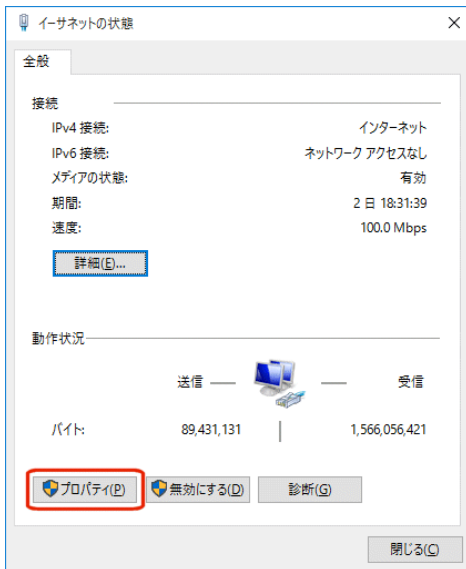 イーサネットの状態
全般
接続
IPv4 接続: インターネット
IPv6 接続: ネットワーク アクセスなし
メディアの状態: 有効
期間: 2 日 18:31:39
速度: 100.0 Mbps
詳細(E)...
動作状況
送信 受信
バイト: 89,431,131 1,566,056,421
プロパティ(P) 無効にする(D) 診断(G)
閉じる(C)